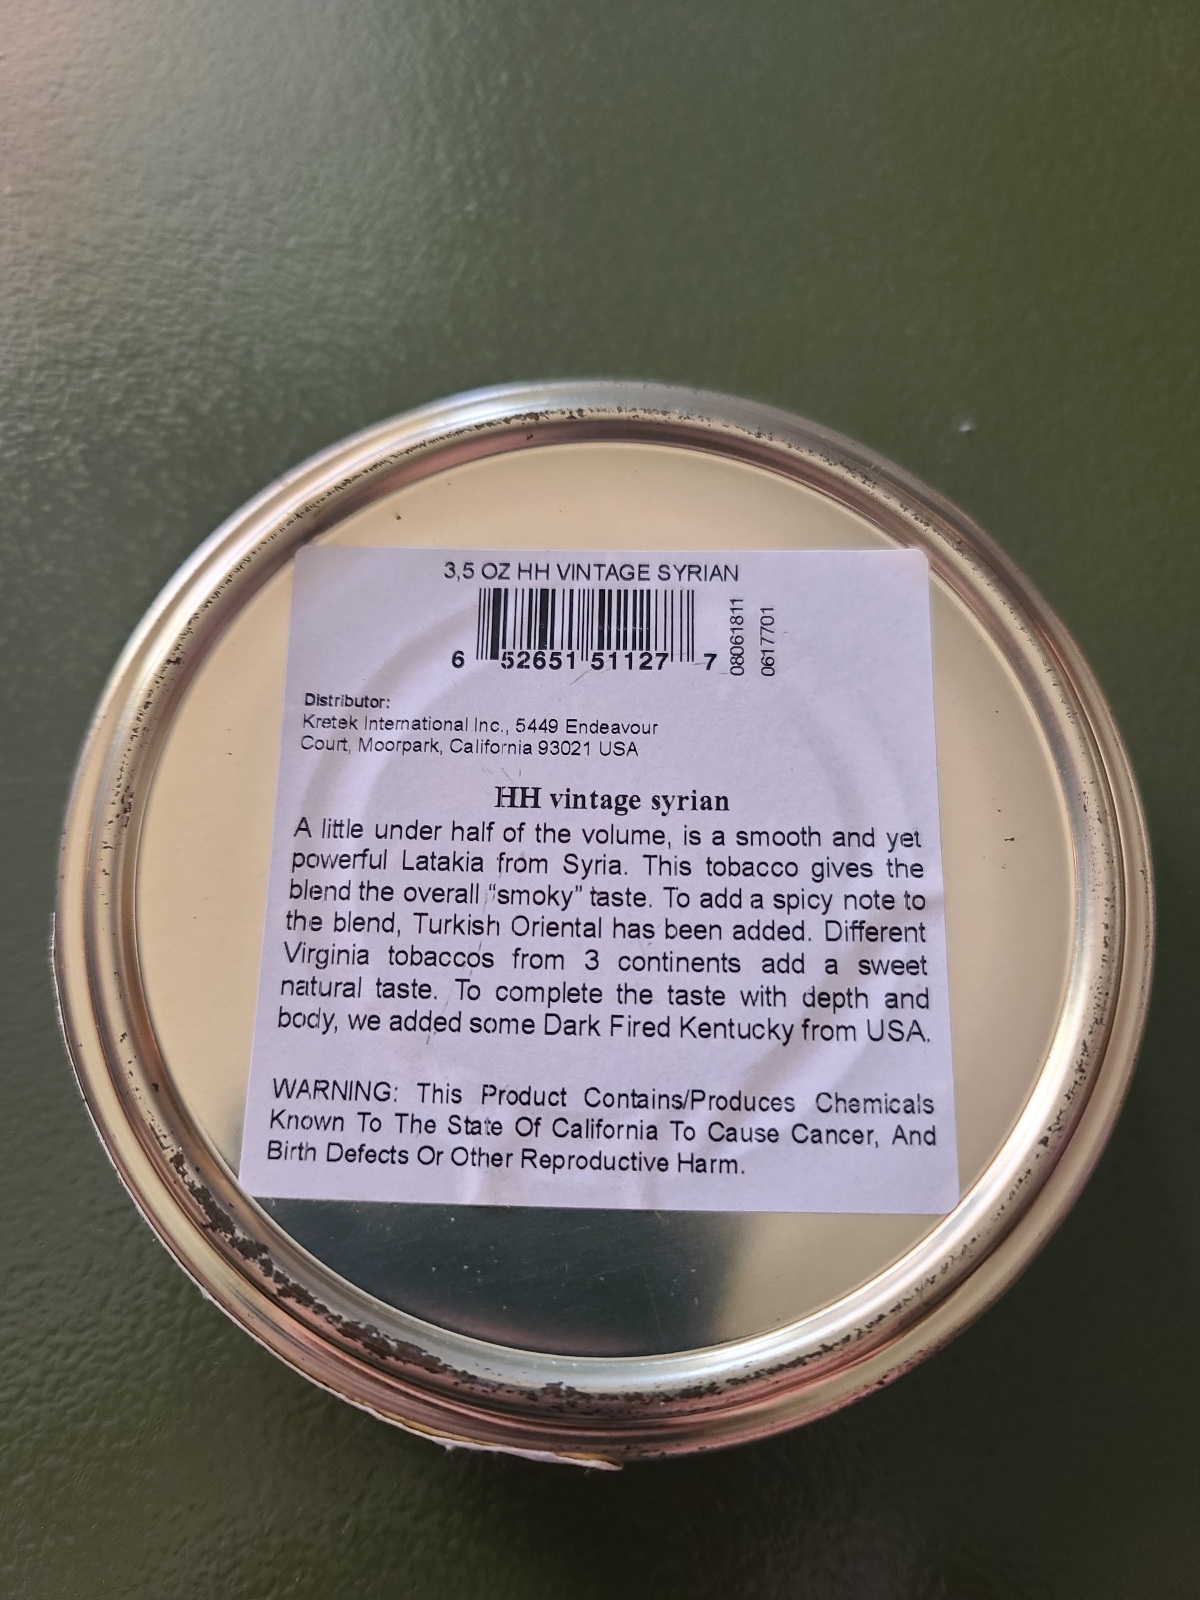 3,5 OZ HH VINTAGE SYRIAN
6 52651 51127 7
08061811
0617701
Distributor:
Kretek International Inc., 5449 Endeavour
Court, Moorpark, California 93021 USA
HH vintage syrian
A little under half of the volume, is a smooth and yet
powerful Latakia from Syria. This tobacco gives the
blend the overall "smoky" taste. To add a spicy note to
the blend, Turkish Oriental has been added. Different
Virginia tobaccos from 3 continents add a sweet
natural taste. To complete the taste with depth and
body, we added some Dark Fired Kentucky from USA.
WARNING: This Product Contains/Produces Chemicals
Known To The State Of California To Cause Cancer, And
Birth Defects Or Other Reproductive Harm.